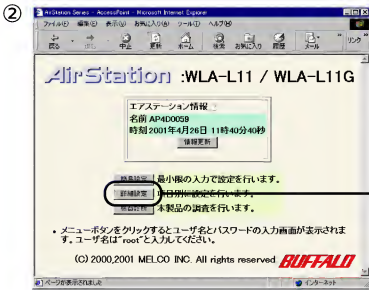 ②
AirStation Series - AccessPoint - Microsoft Internet Explorer
ファイル(F) 編集(E) 表示(V) お気に入り(A) ツール(T) ヘルプ(H)
戻る 進む 中止 更新 ホーム 検索 お気に入り 履歴 メール リンク
AirStation :WLA-L11 / WLA-L11G
エアステーション情報
名前 AP4D0059
時刻 2001年4月26日 11時40分40秒
情報更新
簡易設定 最小限の入力で設定を行います。
詳細設定 項目別に設定を行います。
本製品の調査を行います。
・メニューボタンをクリックするとユーザ名とパスワードの入力画面が表示されま
す。ユーザ名は"root"と入力してください。
(C) 2000,2001 MELCO INC. All rights reserved BUFFALO
ページが表示されました インターネット